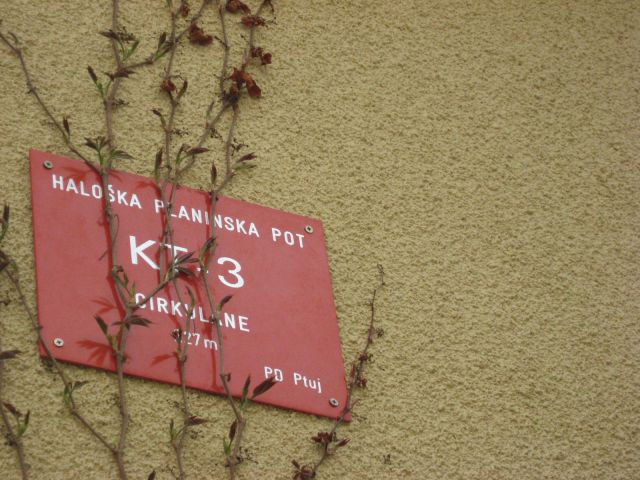 HALOŠKA PLANINSKA POT
KT-3
CIRKULANE
PD Ptuj